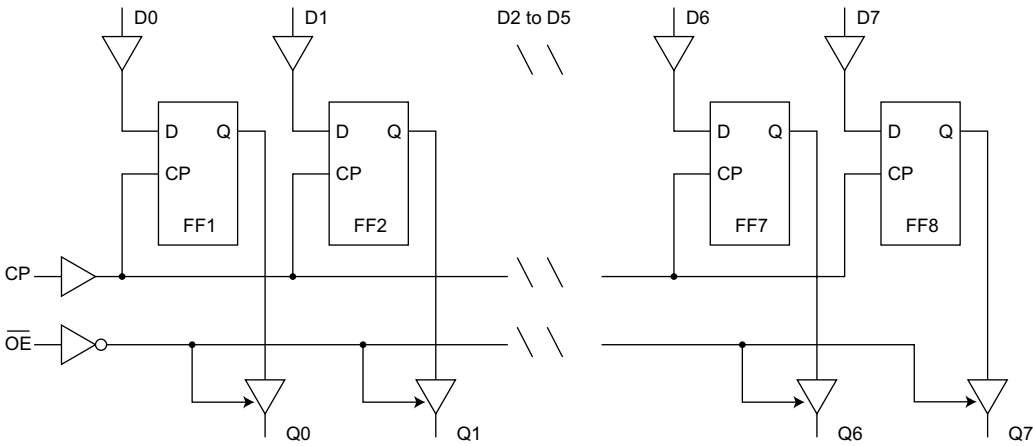 D0 D1 D2 to D5 D6 D7
D Q D Q D Q D Q
CP CP CP CP
FF1 FF2 FF7 FF8
CP
O̅E̅
Q0 Q1 Q6 Q7